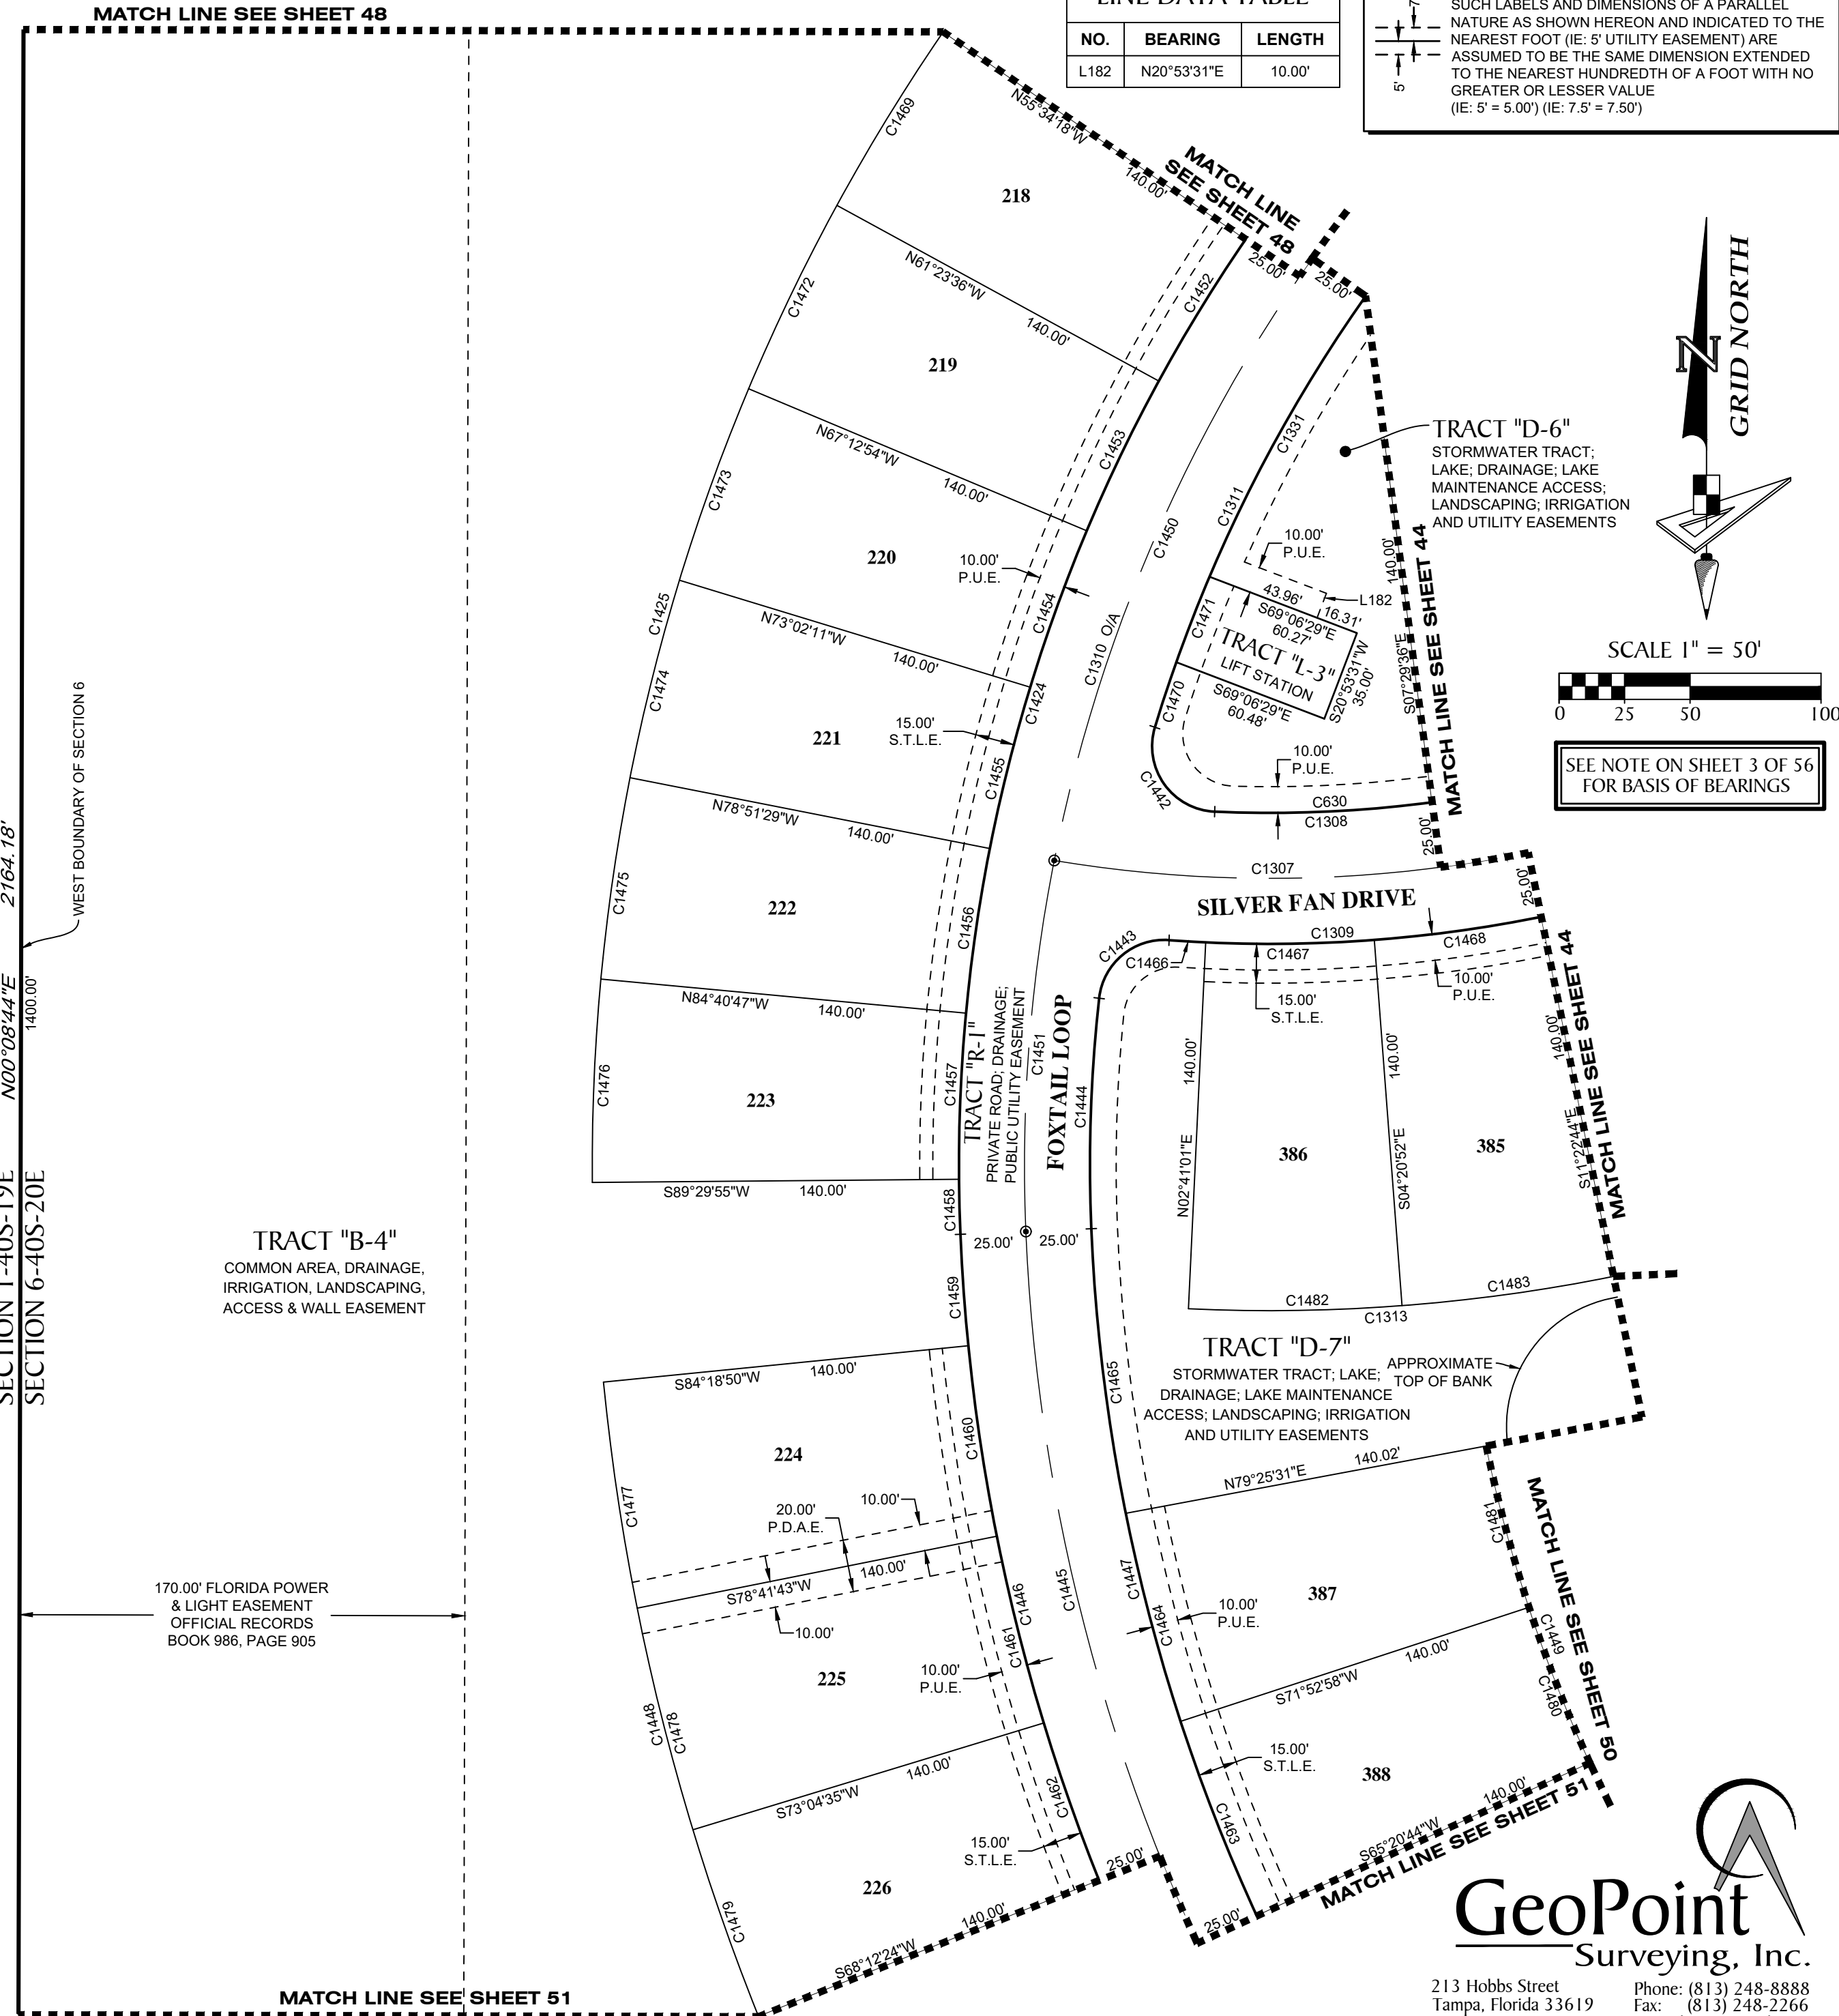 MATCH LINE SEE SHEET 48
LINE DATA TABLE
NO. BEARING LENGTH
L182 N20°53'31"E 10.00'
SUCH LABELS AND DIMENSIONS OF A PARALLEL
NATURE AS SHOWN HEREON AND INDICATED TO THE
NEAREST FOOT (IE: 5' UTILITY EASEMENT) ARE
ASSUMED TO BE THE SAME DIMENSION EXTENDED
TO THE NEAREST HUNDREDTH OF A FOOT WITH NO
GREATER OR LESSER VALUE
(IE: 5' = 5.00') (IE: 7.5' = 7.50')
5'
C1469
N55°34'18"W
140.00'
MATCH LINE
SEE SHEET 48
25.00'
25.00'
218
N61°23'36"W
140.00'
C1452
C1472
219
N67°12'54"W
140.00'
C1453
C1331
C1473
220
10.00'
P.U.E.
C1454
C1450
C1311
TRACT "D-6"
STORMWATER TRACT;
LAKE; DRAINAGE; LAKE
MAINTENANCE ACCESS;
LANDSCAPING; IRRIGATION
AND UTILITY EASEMENTS
N
GRID NORTH
SCALE 1" = 50'
0 25 50 100
SEE NOTE ON SHEET 3 OF 56
FOR BASIS OF BEARINGS
10.00'
P.U.E.
43.96'
L182
16.31'
S69°06'29"E
60.27'
C1471
TRACT "L-3"
LIFT STATION
S20°53'31"W
35.00'
S69°06'29"E
60.48'
C1470
140.00'
S07°29'36"E
MATCH LINE SEE SHEET 44
C1425
N73°02'11"W
140.00'
C1310 O/A
C1424
C1474
221
15.00'
S.T.L.E.
C1455
10.00'
P.U.E.
C1442
C630
C1308
25.00'
N78°51'29"W
140.00'
C1475
222
C1456
C1307
SILVER FAN DRIVE
25.00'
C1443
C1309
C1466
C1467
C1468
15.00'
S.T.L.E.
10.00'
P.U.E.
N84°40'47"W
140.00'
C1476
223
C1457
TRACT "R-1"
PRIVATE ROAD; DRAINAGE;
PUBLIC UTILITY EASEMENT
C1451
FOXTAIL LOOP
C1444
140.00'
N02°41'01"E
386
140.00'
S04°20'52"E
385
140.00'
S11°22'44"E
MATCH LINE SEE SHEET 44
S89°29'55"W
140.00'
C1458
25.00'
25.00'
2164.18'
N00°08'44"E
1400.00'
WEST BOUNDARY OF SECTION 6
SECTION 1-40S-19E
SECTION 6-40S-20E
TRACT "B-4"
COMMON AREA, DRAINAGE,
IRRIGATION, LANDSCAPING,
ACCESS & WALL EASEMENT
C1459
C1482
C1483
C1313
TRACT "D-7"
STORMWATER TRACT; LAKE;
DRAINAGE; LAKE MAINTENANCE
ACCESS; LANDSCAPING; IRRIGATION
AND UTILITY EASEMENTS
APPROXIMATE
TOP OF BANK
S84°18'50"W
140.00'
C1465
C1460
224
C1477
20.00'
P.D.A.E.
10.00'
S78°41'43"W
140.00'
10.00'
N79°25'31"E
140.02'
C1481
MATCH LINE SEE SHEET 50
170.00' FLORIDA POWER
& LIGHT EASEMENT
OFFICIAL RECORDS
BOOK 986, PAGE 905
C1445
C1446
C1447
387
C1464
10.00'
P.U.E.
C1461
225
10.00'
P.U.E.
C1448
C1478
S71°52'58"W
140.00'
C1449
C1480
S73°04'35"W
140.00'
C1462
15.00'
S.T.L.E.
15.00'
S.T.L.E.
C1463
388
C1479
226
25.00'
25.00'
140.00'
S65°20'44"W
MATCH LINE SEE SHEET 51
S68°12'24"W
140.00'
MATCH LINE SEE SHEET 51
GeoPoint
Surveying, Inc.
213 Hobbs Street
Tampa, Florida 33619
Phone: (813) 248-8888
Fax: (813) 248-2266